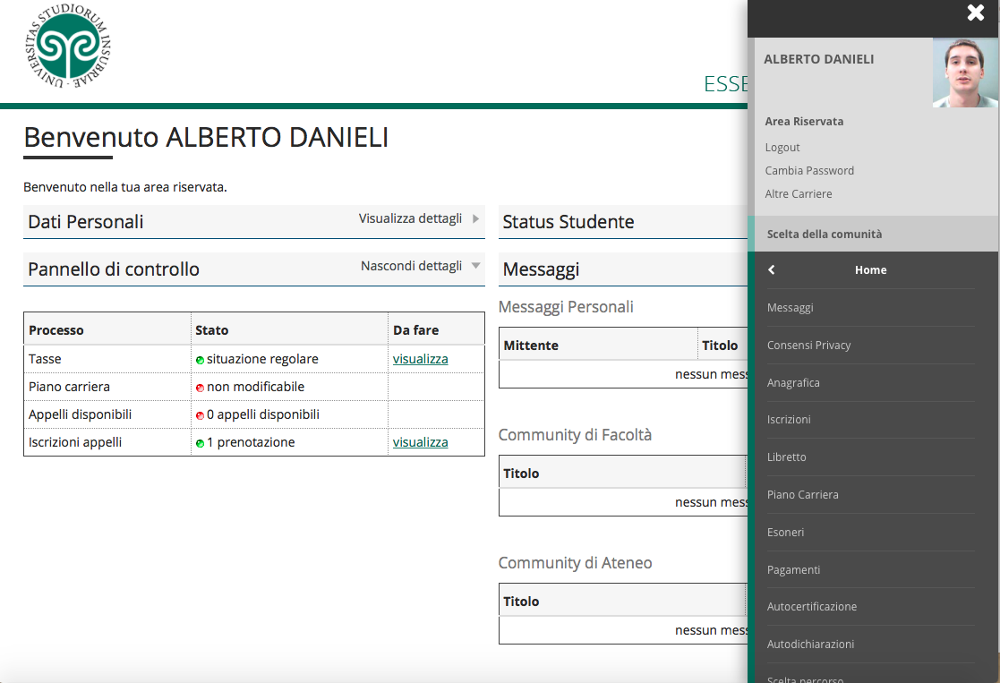 UNIVERSITAS STUDIORUM INSUBRIAE
ESSE
Benvenuto ALBERTO DANIELI
Benvenuto nella tua area riservata.
Dati Personali Visualizza dettagli
Pannello di controllo Nascondi dettagli
Processo Stato Da fare
Tasse situazione regolare visualizza
Piano carriera non modificabile
Appelli disponibili 0 appelli disponibili
Iscrizioni appelli 1 prenotazione visualizza
Status Studente
Messaggi
Messaggi Personali
Mittente Titolo
nessun mess
Community di Facoltà
Titolo
nessun mess
Community di Ateneo
Titolo
nessun mess
ALBERTO DANIELI
Area Riservata
Logout
Cambia Password
Altre Carriere
Scelta della comunità
Home
Messaggi
Consensi Privacy
Anagrafica
Iscrizioni
Libretto
Piano Carriera
Esoneri
Pagamenti
Autocertificazione
Autodichiarazioni
Scelta percorso